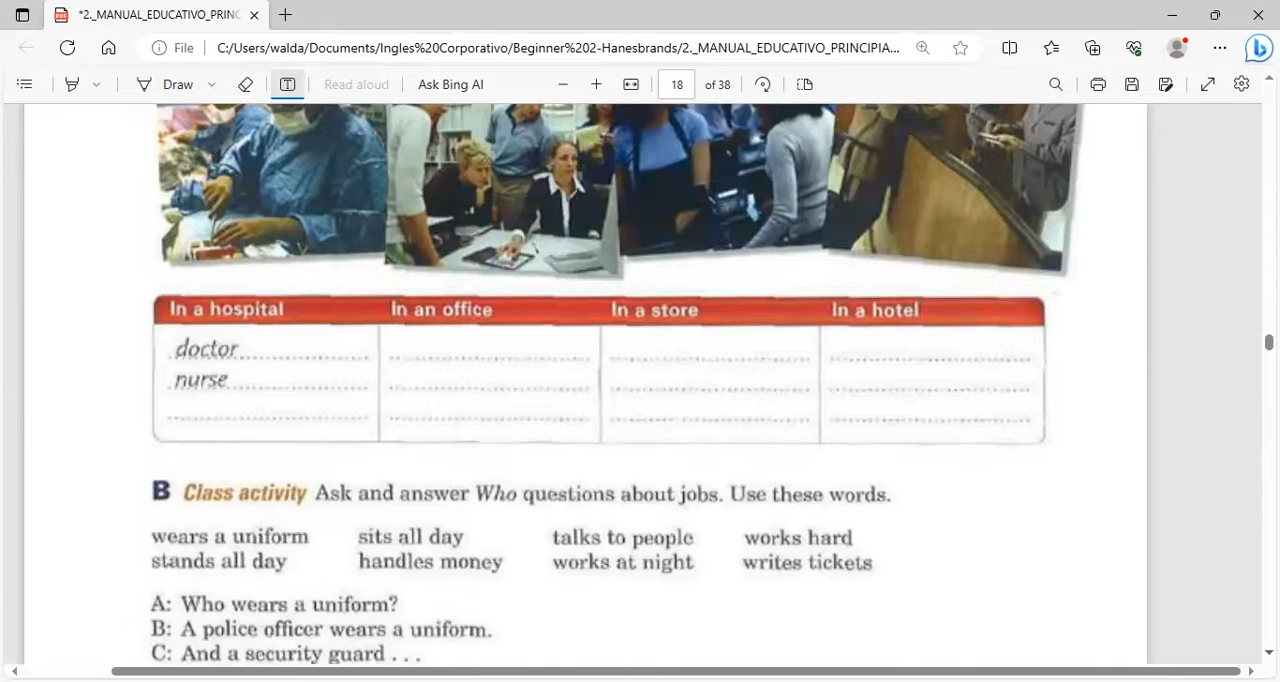 *2._MANUAL_EDUCATIVO_PRINC
File C:/Users/walda/Documents/Ingles%20Corporativo/Beginner%202-Hanesbrands/2._MANUAL_EDUCATIVO_PRINCIPIA...
Draw Read aloud Ask Bing AI 18 of 38
In a hospital In an office In a store In a hotel
doctor
nurse
B Class activity Ask and answer Who questions about jobs. Use these words.
wears a uniform sits all day talks to people works hard
stands all day handles money works at night writes tickets
A: Who wears a uniform?
B: A police officer wears a uniform.
C: And a security guard . . .